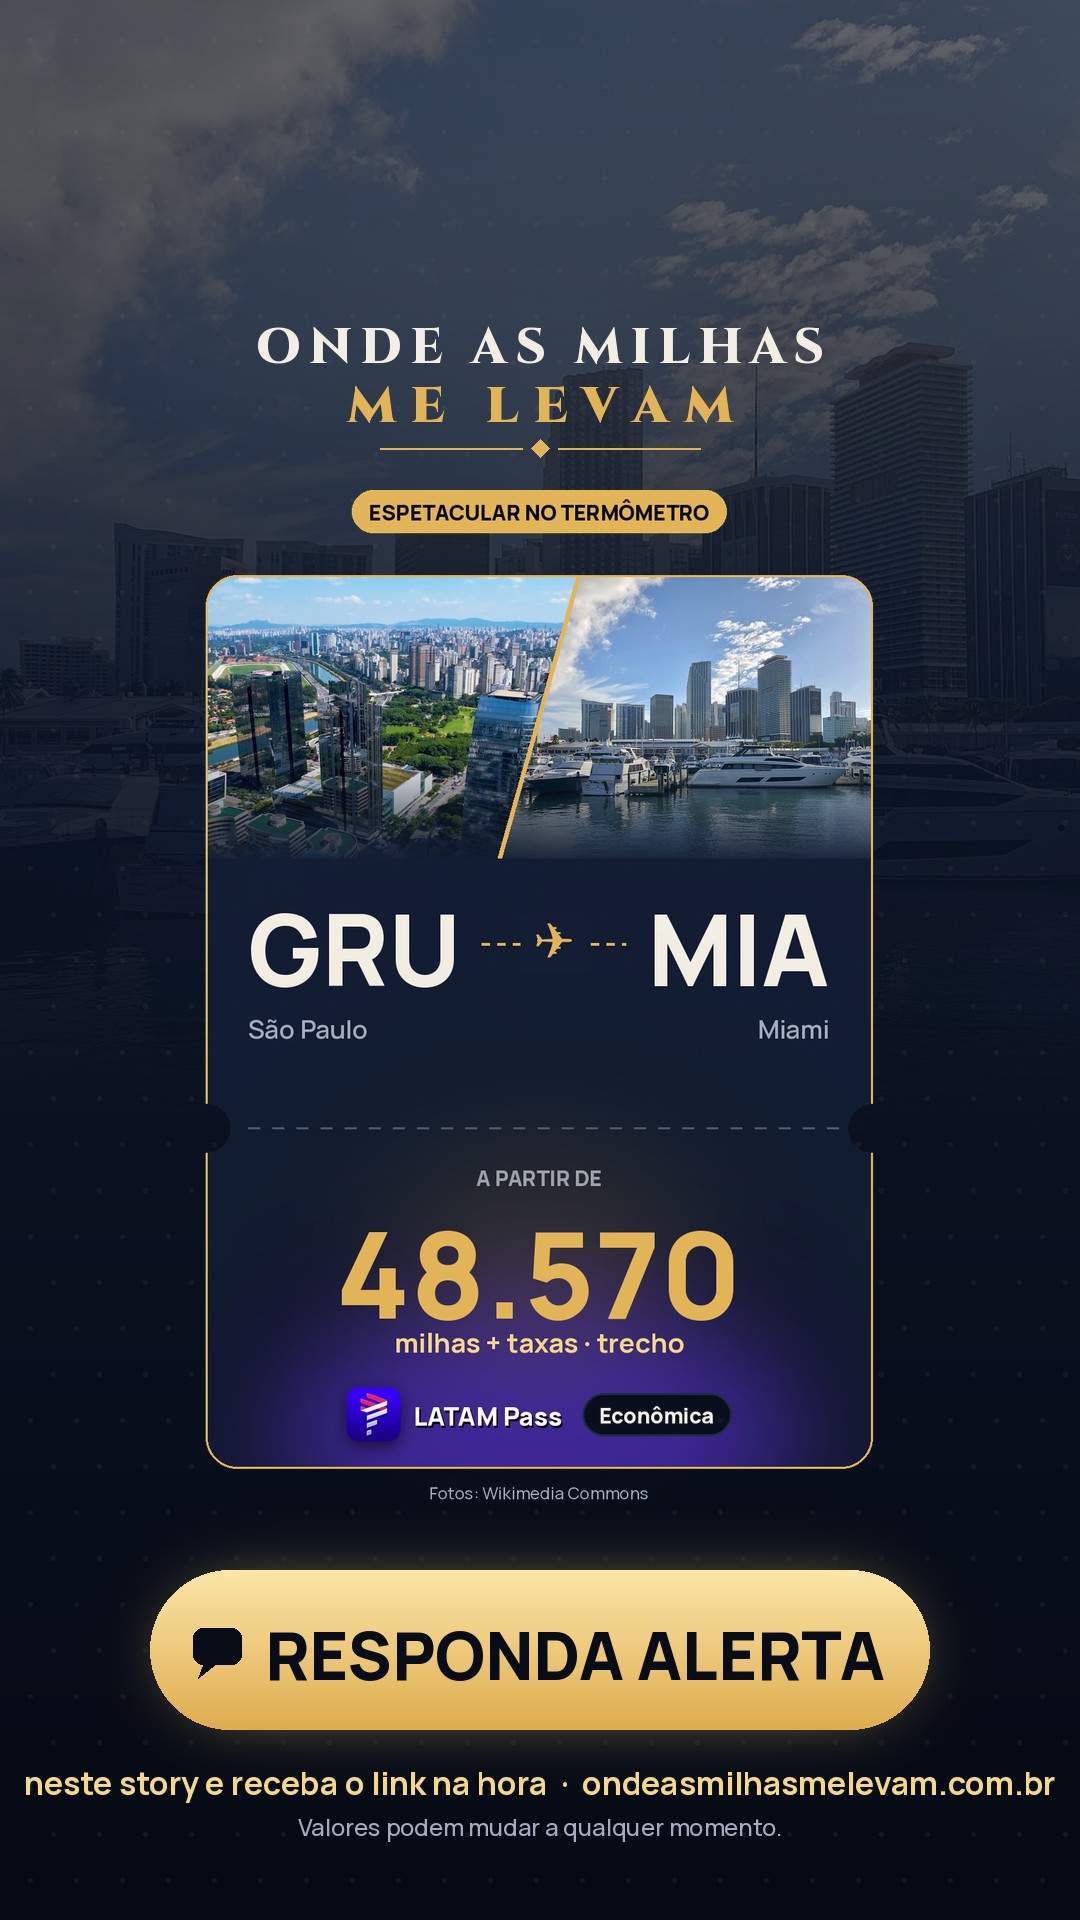 ONDE AS MILHAS
ME LEVAM
ESPETACULAR NO TERMÔMETRO
GRU MIA
São Paulo Miami
A PARTIR DE
48.570
milhas + taxas · trecho
LATAM Pass Econômica
Fotos: Wikimedia Commons
RESPONDA ALERTA
neste story e receba o link na hora · ondeasmilhasmelevam.com.br
Valores podem mudar a qualquer momento.